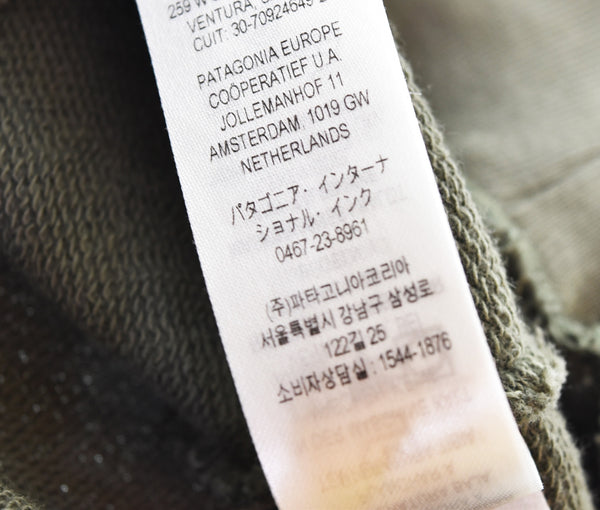 259 W
VENTURA,
CUIT: 30-70924649-2
PATAGONIA EUROPE
COÖPERATIEF U.A.
JOLLEMANHOF 11
AMSTERDAM 1019 GW
NETHERLANDS
パタゴニア・インターナ
ショナル・インク
0467-23-8961
(주)파타고니아코리아
서울특별시 강남구 삼성로
122길 25
소비자상담실 : 1544-1876